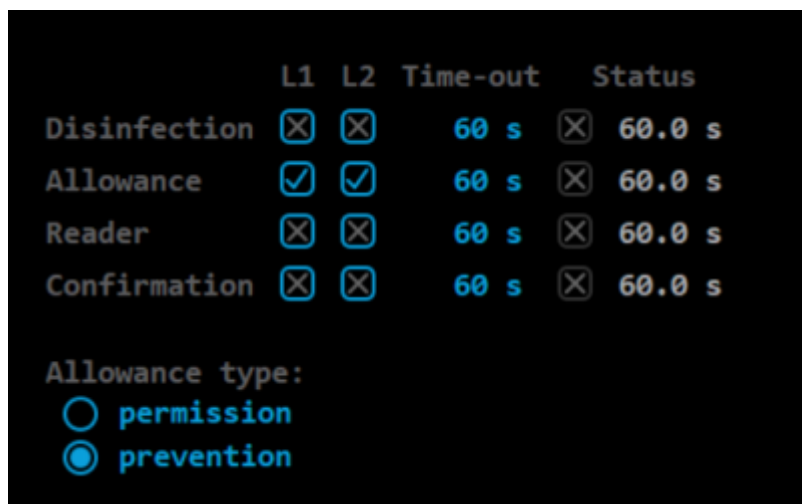 L1 L2 Time-out Status
Disinfection 60 s 60.0 s
Allowance 60 s 60.0 s
Reader 60 s 60.0 s
Confirmation 60 s 60.0 s
Allowance type:
permission
prevention